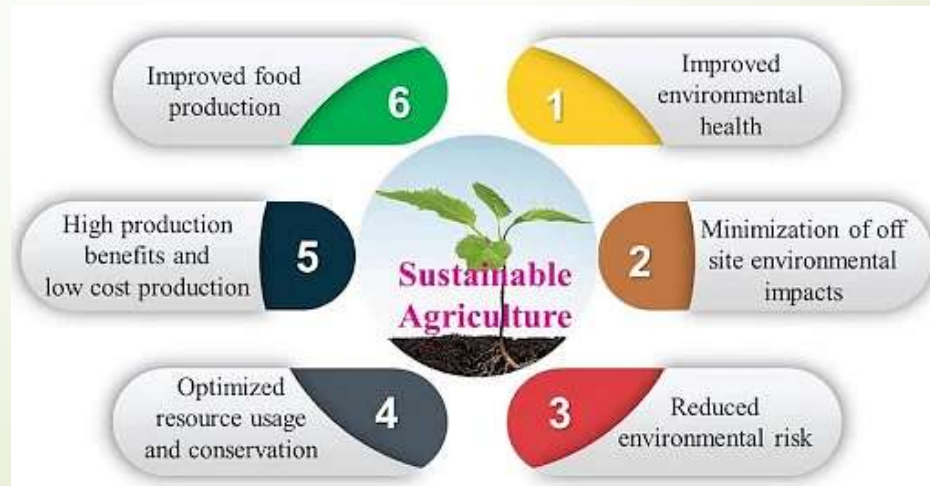 1
Improved
environmental
health
2
Minimization of off
site environmental
impacts
3
Reduced
environmental risk
4
Optimized
resource usage
and conservation
5
High production
benefits and
low cost production
6
Improved food
production
Sustainable
Agriculture